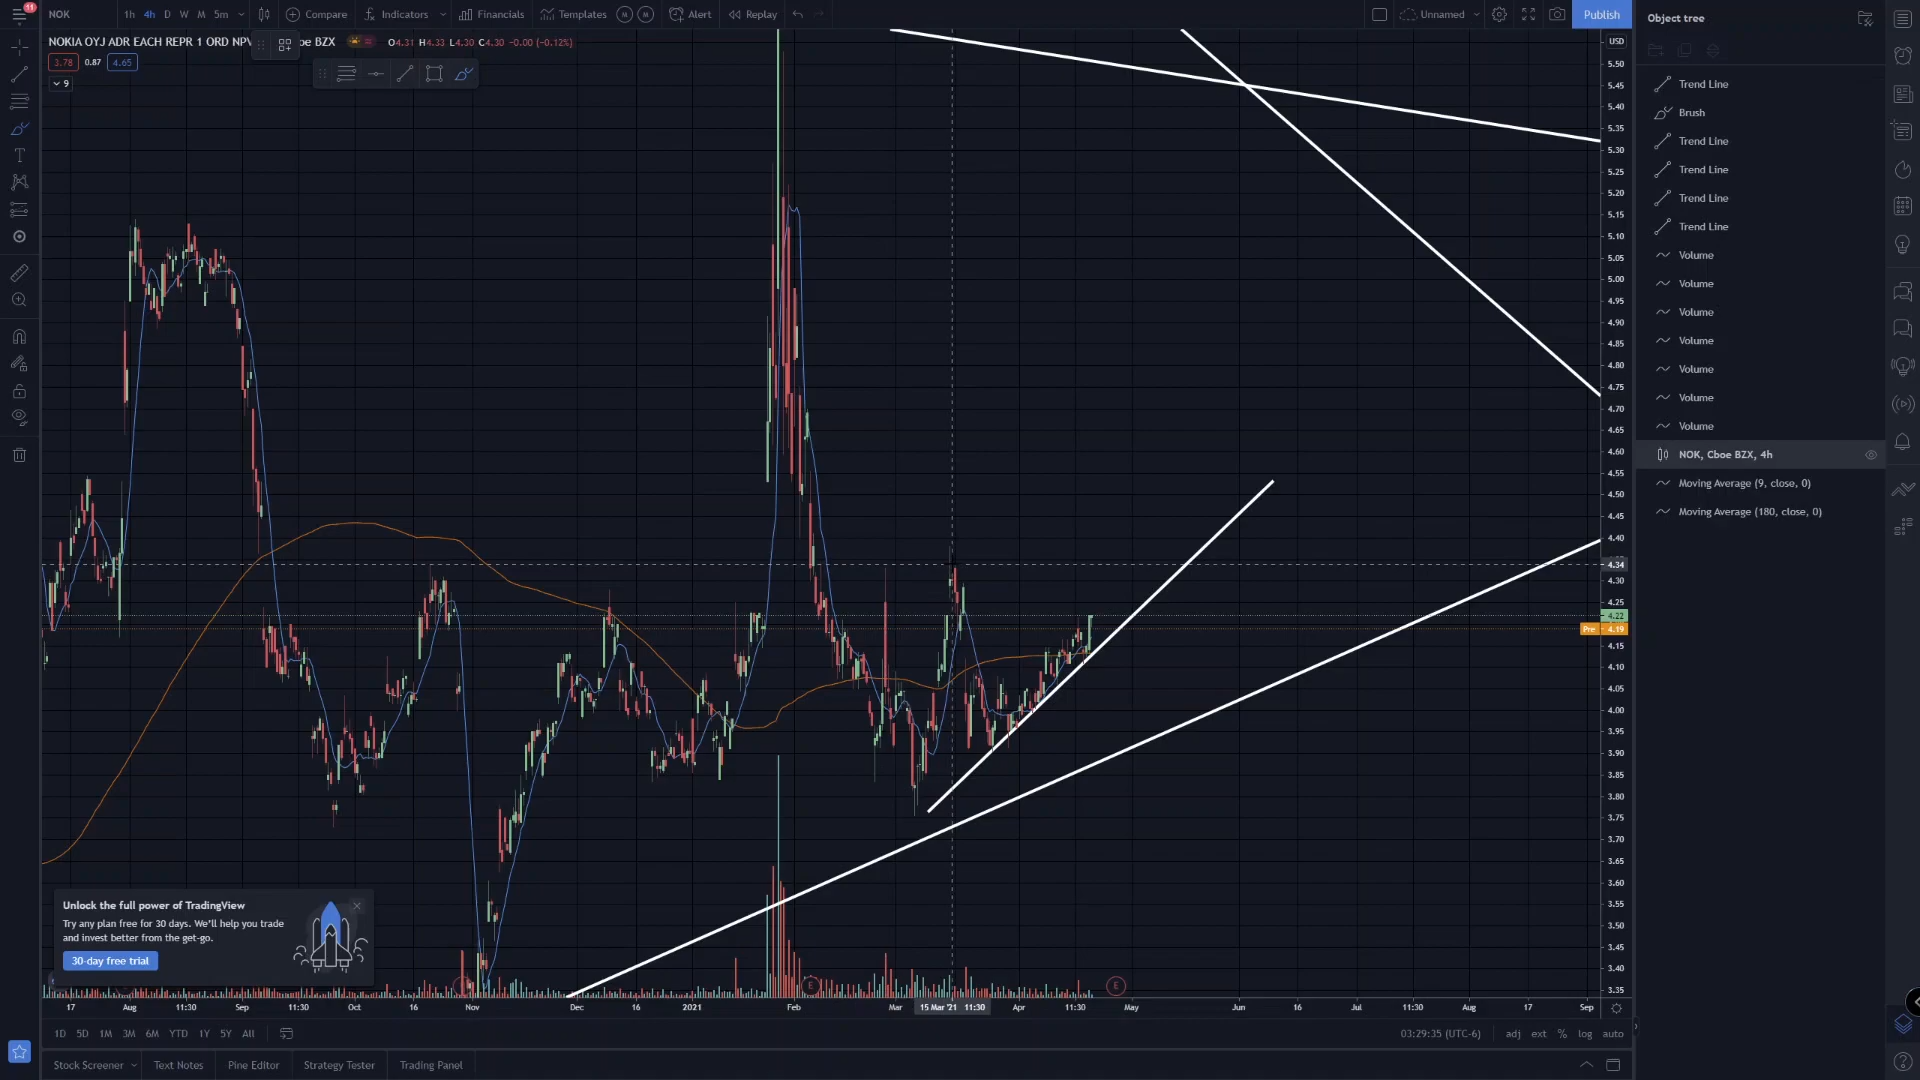 11
NOK
1h 4h D W M 5m
Compare
Indicators
Financials
Templates
M M
Alert
Replay
Unnamed
Publish
NOKIA OYJ ADR EACH REPR 1 ORD NPV
oe BZX
O4.31 H4.33 L4.30 C4.30 -0.00 (-0.12%)
3.78 0.87 4.65
9
USD
5.50
5.45
5.40
5.35
5.30
5.25
5.20
5.15
5.10
5.05
5.00
4.95
4.90
4.85
4.80
4.75
4.70
4.65
4.60
4.55
4.50
4.45
4.40
4.34
4.30
4.25
4.22
Pre 4.19
4.15
4.10
4.05
4.00
3.95
3.90
3.85
3.80
3.75
3.70
3.65
3.60
3.55
3.50
3.45
3.40
3.35
Object tree
Trend Line
Brush
Trend Line
Trend Line
Trend Line
Trend Line
Volume
Volume
Volume
Volume
Volume
Volume
Volume
NOK, Cboe BZX, 4h
Moving Average (9, close, 0)
Moving Average (180, close, 0)
Unlock the full power of TradingView
Try any plan free for 30 days. We'll help you trade
and invest better from the get-go.
30-day free trial
E E
17 Aug 11:30 Sep 11:30 Oct 16 Nov Dec 16 2021 Feb Mar 15 Mar '21 11:30 Apr 11:30 May Jun 16 Jul Aug 17 Sep
1D 5D 1M 3M 6M YTD 1Y 5Y All
03:29:35 (UTC-6) adj ext % log auto
Stock Screener Text Notes Pine Editor Strategy Tester Trading Panel